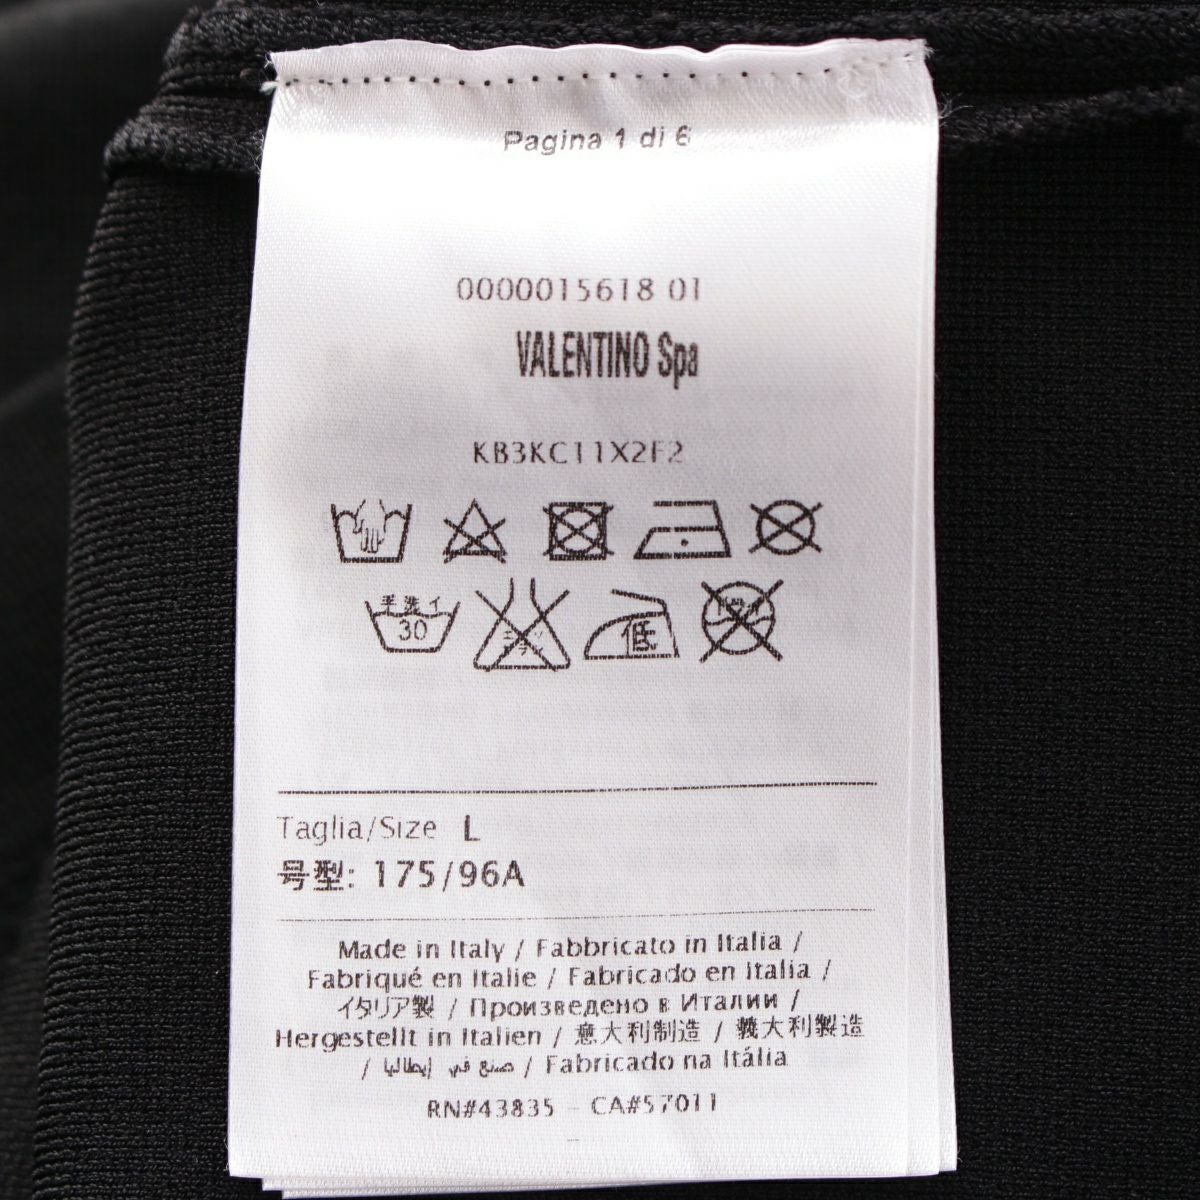 Pagina 1 di 6
0000015618 01
VALENTINO Spa
KB3KC11X2F2
手洗イ
30
低
Taglia/Size L
号型: 175/96A
Made in Italy / Fabbricato in Italia /
Fabriqué en Italie / Fabricado en Italia /
イタリア製 / Произведено в Италии /
Hergestellt in Italien / 意大利制造 / 義大利製造
/ صنع في إيطاليا / Fabricado na Itália
RN#43835 - CA#57011